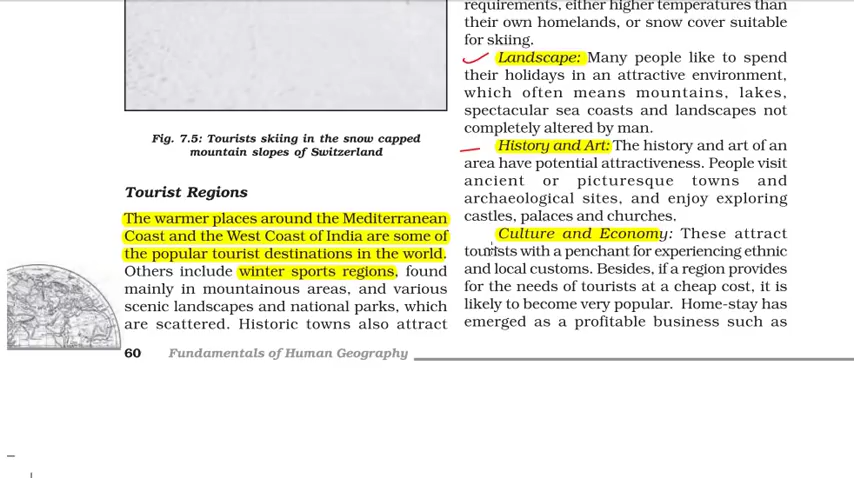 Fig. 7.5: Tourists skiing in the snow capped
mountain slopes of Switzerland
Tourist Regions
The warmer places around the Mediterranean
Coast and the West Coast of India are some of
the popular tourist destinations in the world.
Others include winter sports regions, found
mainly in mountainous areas, and various
scenic landscapes and national parks, which
are scattered. Historic towns also attract
requirements, either higher temperatures than
their own homelands, or snow cover suitable
for skiing.
Landscape: Many people like to spend
their holidays in an attractive environment,
which often means mountains, lakes,
spectacular sea coasts and landscapes not
completely altered by man.
History and Art: The history and art of an
area have potential attractiveness. People visit
ancient or picturesque towns and
archaeological sites, and enjoy exploring
castles, palaces and churches.
Culture and Economy: These attract
tourists with a penchant for experiencing ethnic
and local customs. Besides, if a region provides
for the needs of tourists at a cheap cost, it is
likely to become very popular. Home-stay has
emerged as a profitable business such as
60 Fundamentals of Human Geography